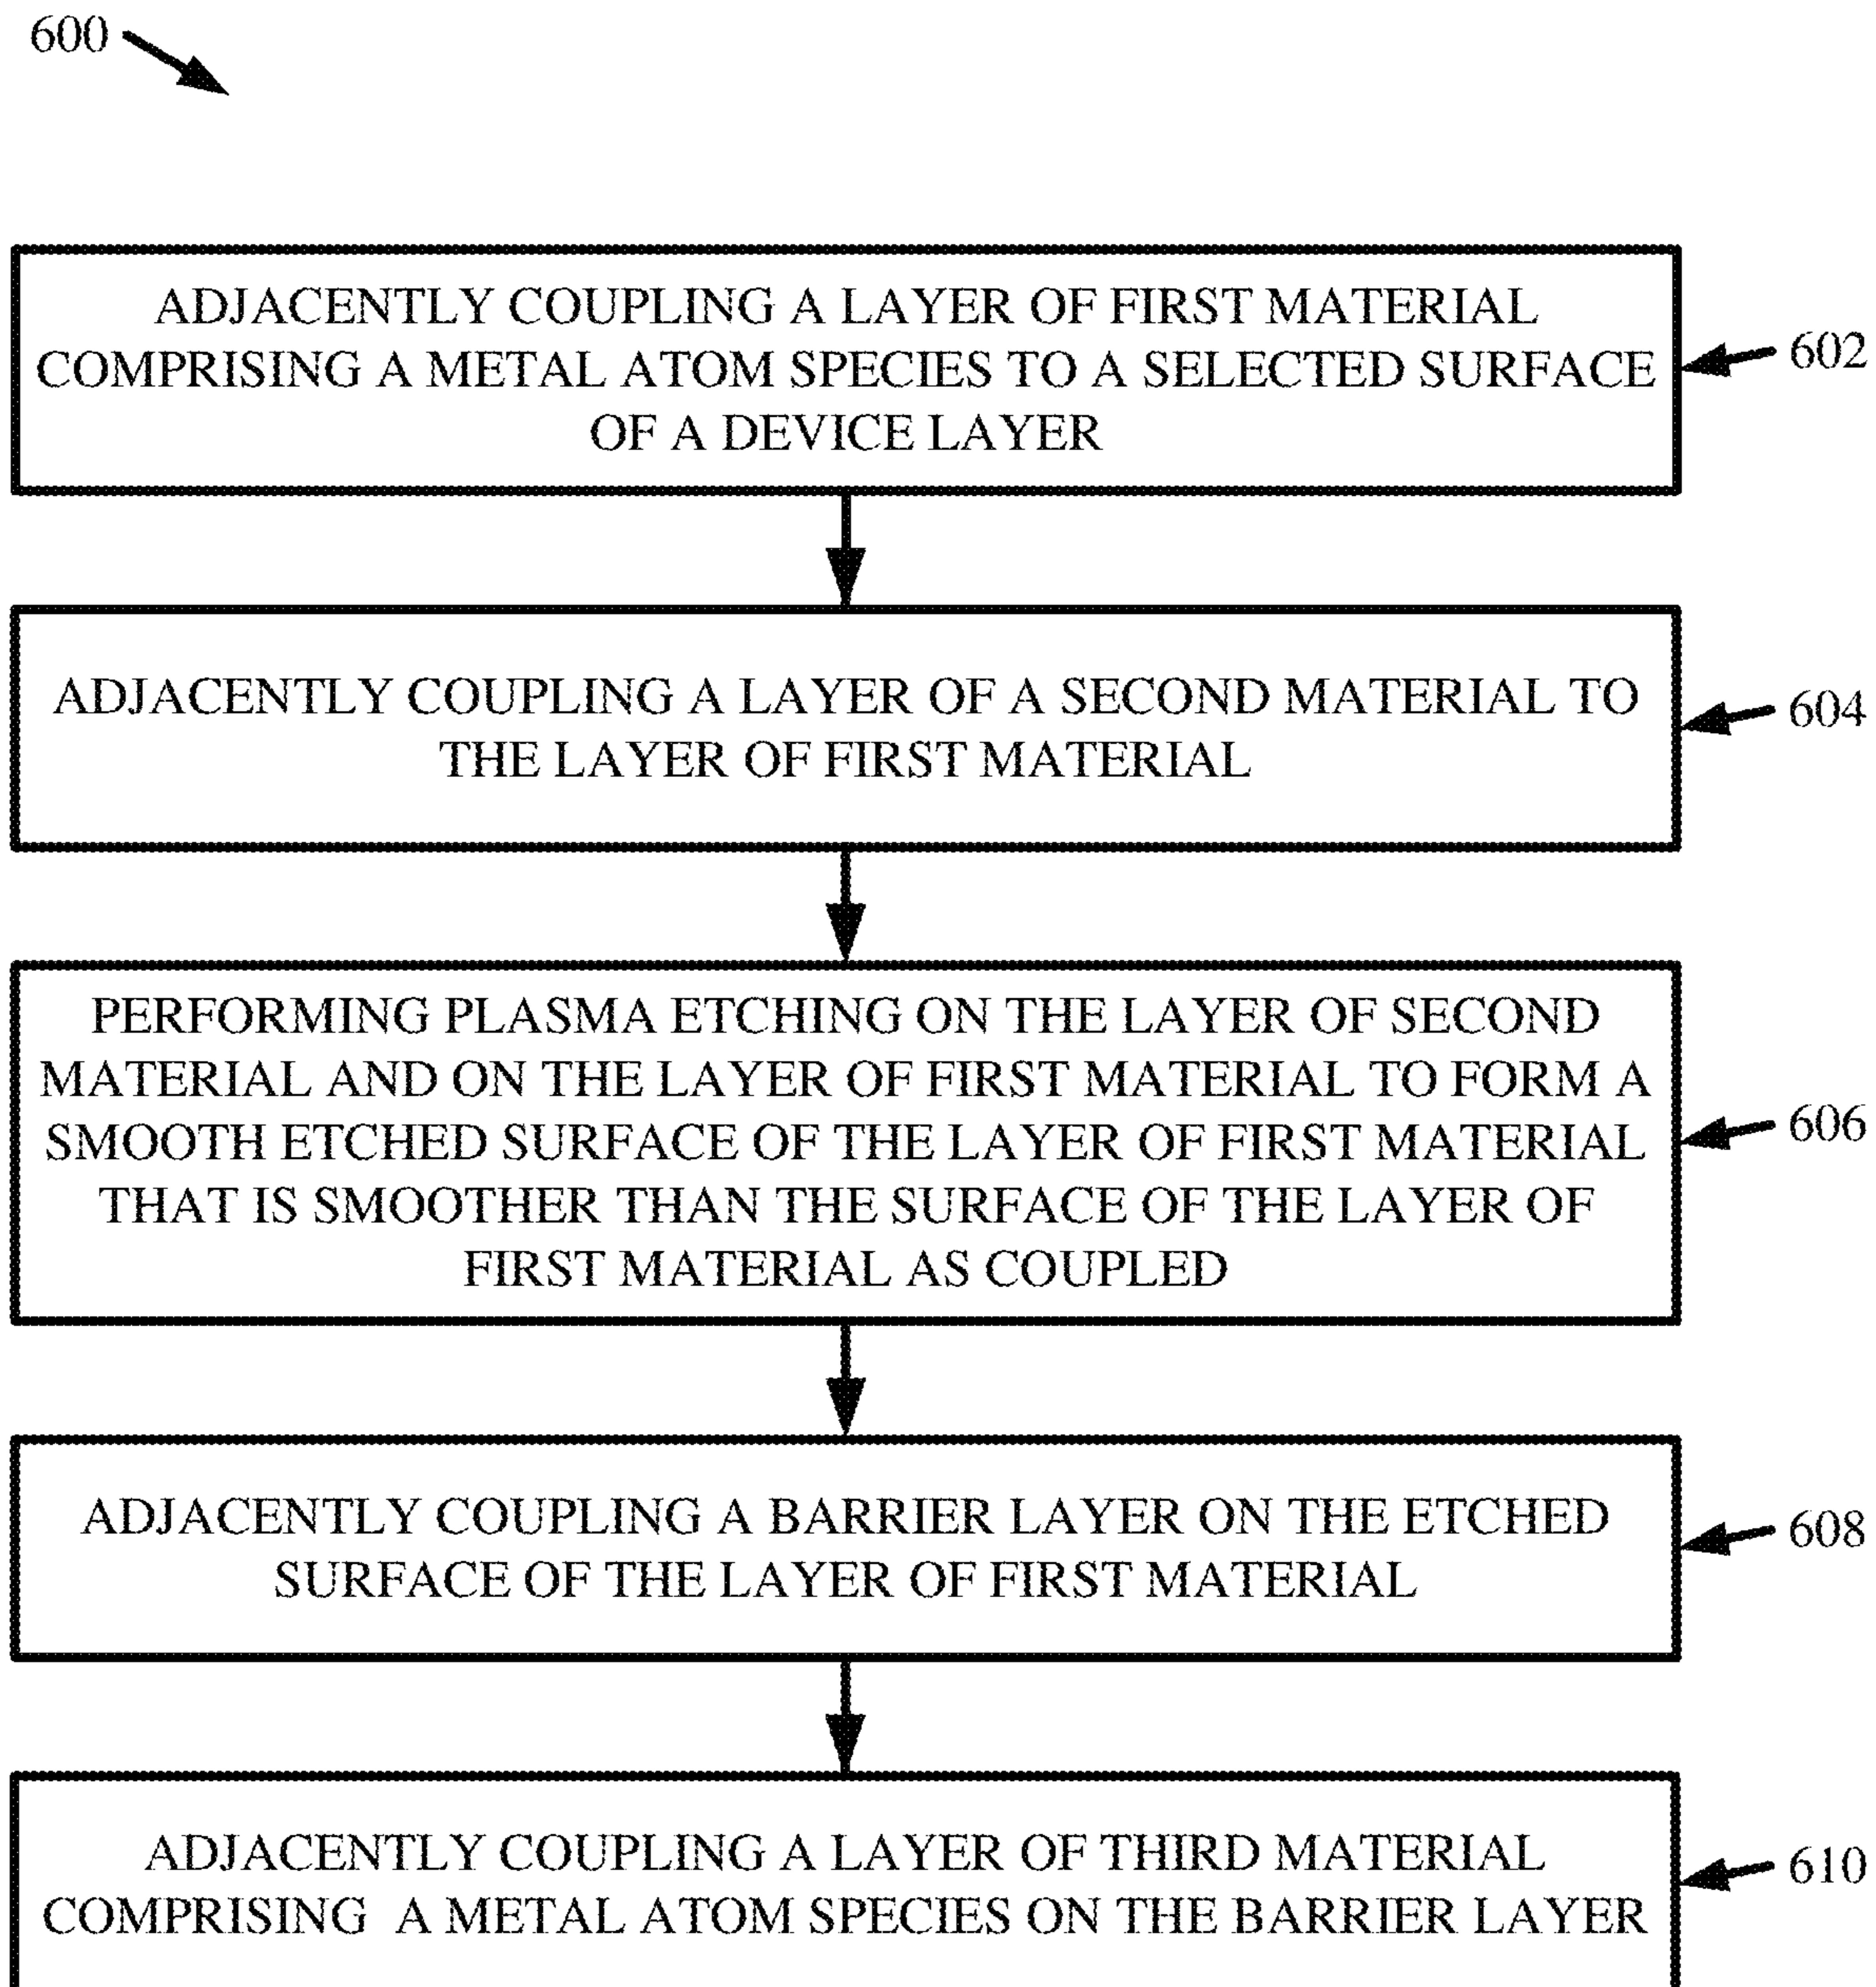 600
ADJACENTLY COUPLING A LAYER OF FIRST MATERIAL
COMPRISING A METAL ATOM SPECIES TO A SELECTED SURFACE
OF A DEVICE LAYER
602
ADJACENTLY COUPLING A LAYER OF A SECOND MATERIAL TO
THE LAYER OF FIRST MATERIAL
604
PERFORMING PLASMA ETCHING ON THE LAYER OF SECOND
MATERIAL AND ON THE LAYER OF FIRST MATERIAL TO FORM A
SMOOTH ETCHED SURFACE OF THE LAYER OF FIRST MATERIAL
THAT IS SMOOTHER THAN THE SURFACE OF THE LAYER OF
FIRST MATERIAL AS COUPLED
606
ADJACENTLY COUPLING A BARRIER LAYER ON THE ETCHED
SURFACE OF THE LAYER OF FIRST MATERIAL
608
ADJACENTLY COUPLING A LAYER OF THIRD MATERIAL
COMPRISING A METAL ATOM SPECIES ON THE BARRIER LAYER
610